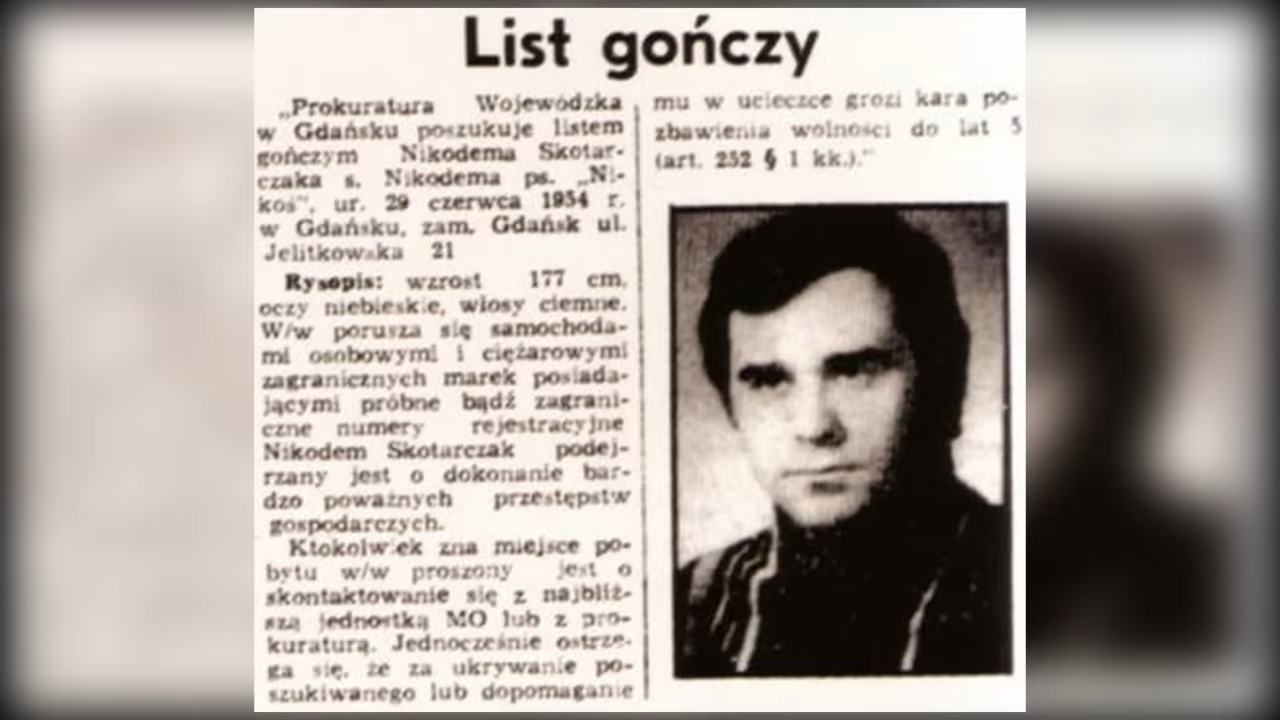 List gończy
„Prokuratura Wojewódzka
w Gdańsku poszukuje listem
gończym Nikodema Skotar-
czaka s. Nikodema ps. „Ni-
koś", ur. 29 czerwca 1954 r.
w Gdańsku, zam. Gdańsk ul.
Jelitkowska 21
Rysopis: wzrost 177 cm,
oczy niebieskie, włosy ciemne.
W/w porusza się samochoda-
mi osobowymi i ciężarowymi
zagranicznych marek posiada-
jącymi próbne bądź zagrani-
czne numery rejestracyjne
Nikodem Skotarczak podej-
rzany jest o dokonanie bar-
dzo poważnych przestępstw
gospodarczych.
Ktokolwiek zna miejsce po-
bytu w/w proszony jest o
skontaktowanie się z najbliż-
szą jednostką MO lub z pro-
kuraturą. Jednocześnie ostrze-
ga się, że za ukrywanie po-
szukiwanego lub dopomaganie
mu w ucieczce grozi kara po-
zbawienia wolności do lat 5
(art. 252 § 1 kk.)."